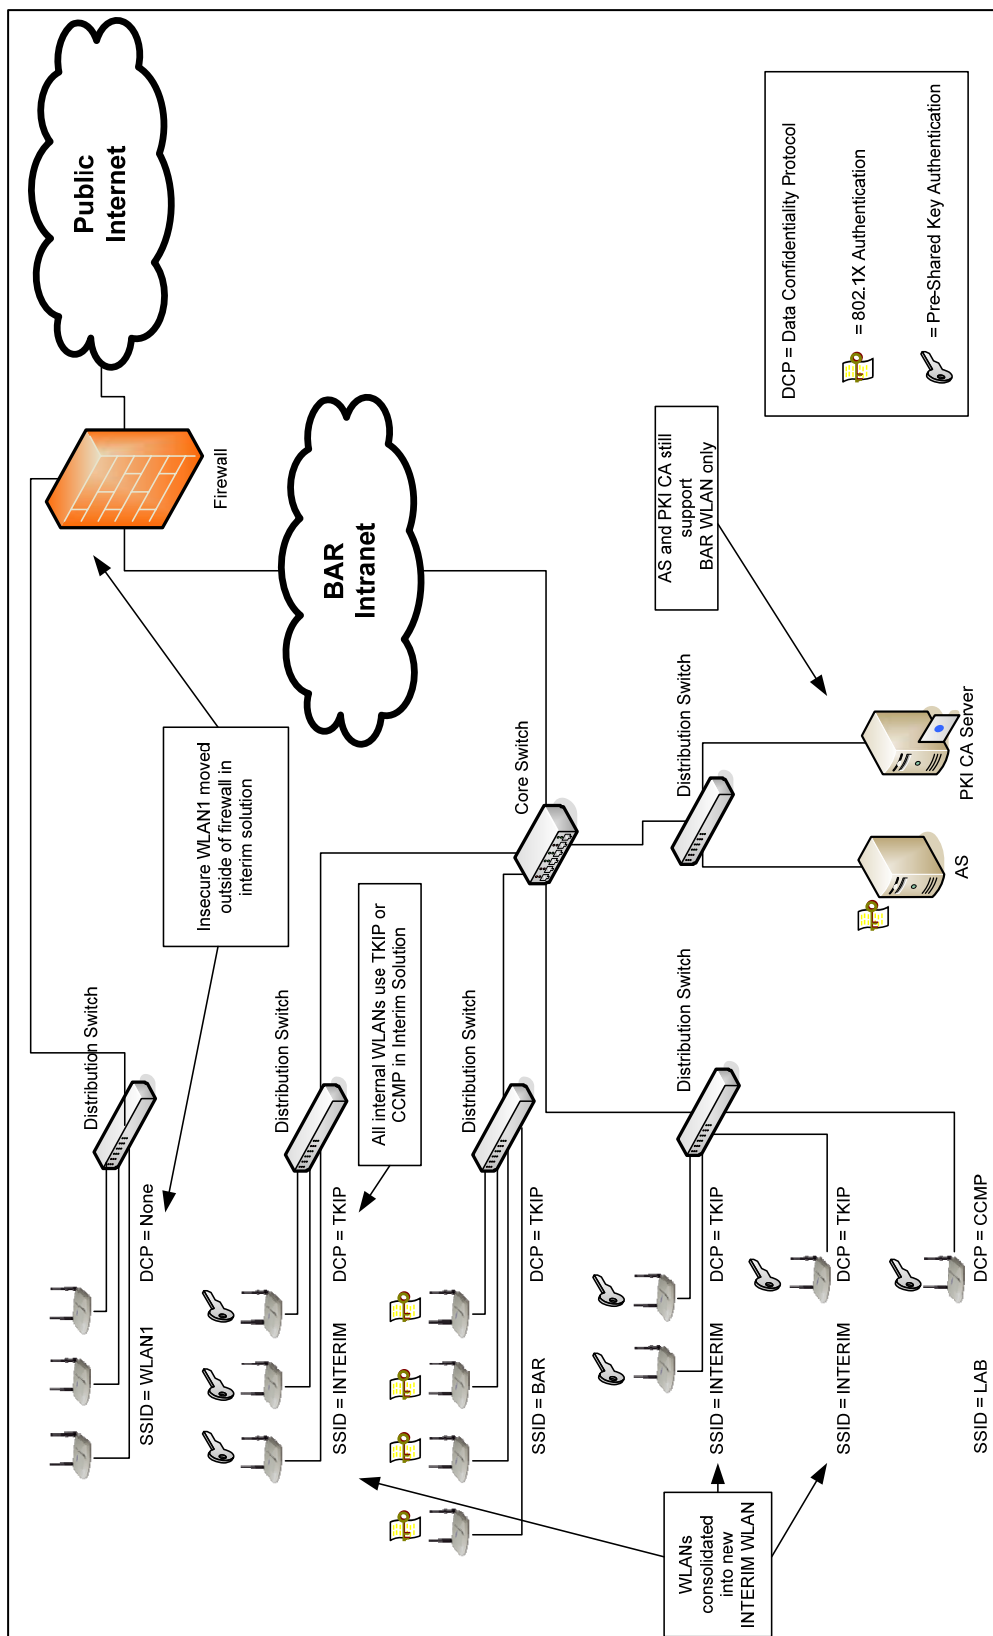 Public
Internet
Firewall
BAR
Intranet
DCP = Data Confidentiality Protocol
= 802.1X Authentication
= Pre-Shared Key Authentication
AS and PKI CA still
support
BAR WLAN only
Insecure WLAN1 moved
outside of firewall in
interim solution
All internal WLANs use TKIP or
CCMP in Interim Solution
Core Switch
Distribution Switch
PKI CA Server
AS
Distribution Switch
DCP = None
SSID = WLAN1
Distribution Switch
DCP = TKIP
SSID = INTERIM
Distribution Switch
DCP = TKIP
SSID = BAR
Distribution Switch
DCP = TKIP
SSID = INTERIM
DCP = TKIP
SSID = INTERIM
DCP = CCMP
SSID = LAB
WLANs
consolidated
into new
INTERIM WLAN